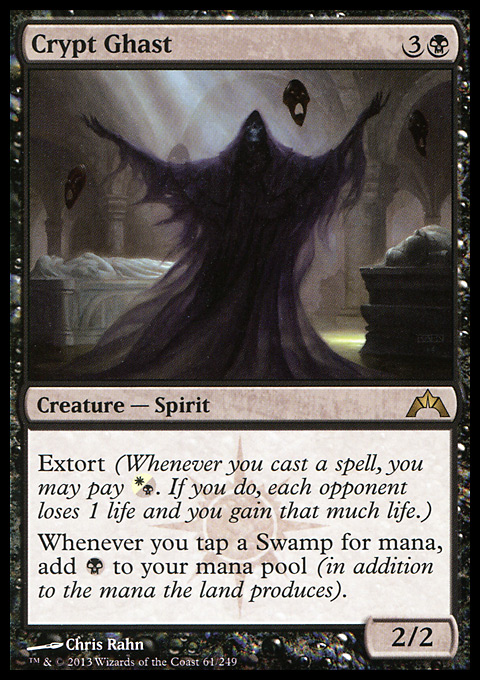 Crypt Ghast 3
Creature — Spirit
Extort (Whenever you cast a spell, you
may pay . If you do, each opponent
loses 1 life and you gain that much life.)
Whenever you tap a Swamp for mana,
add to your mana pool (in addition
to the mana the land produces).
2/2
Chris Rahn
™ & © 2013 Wizards of the Coast 61/249